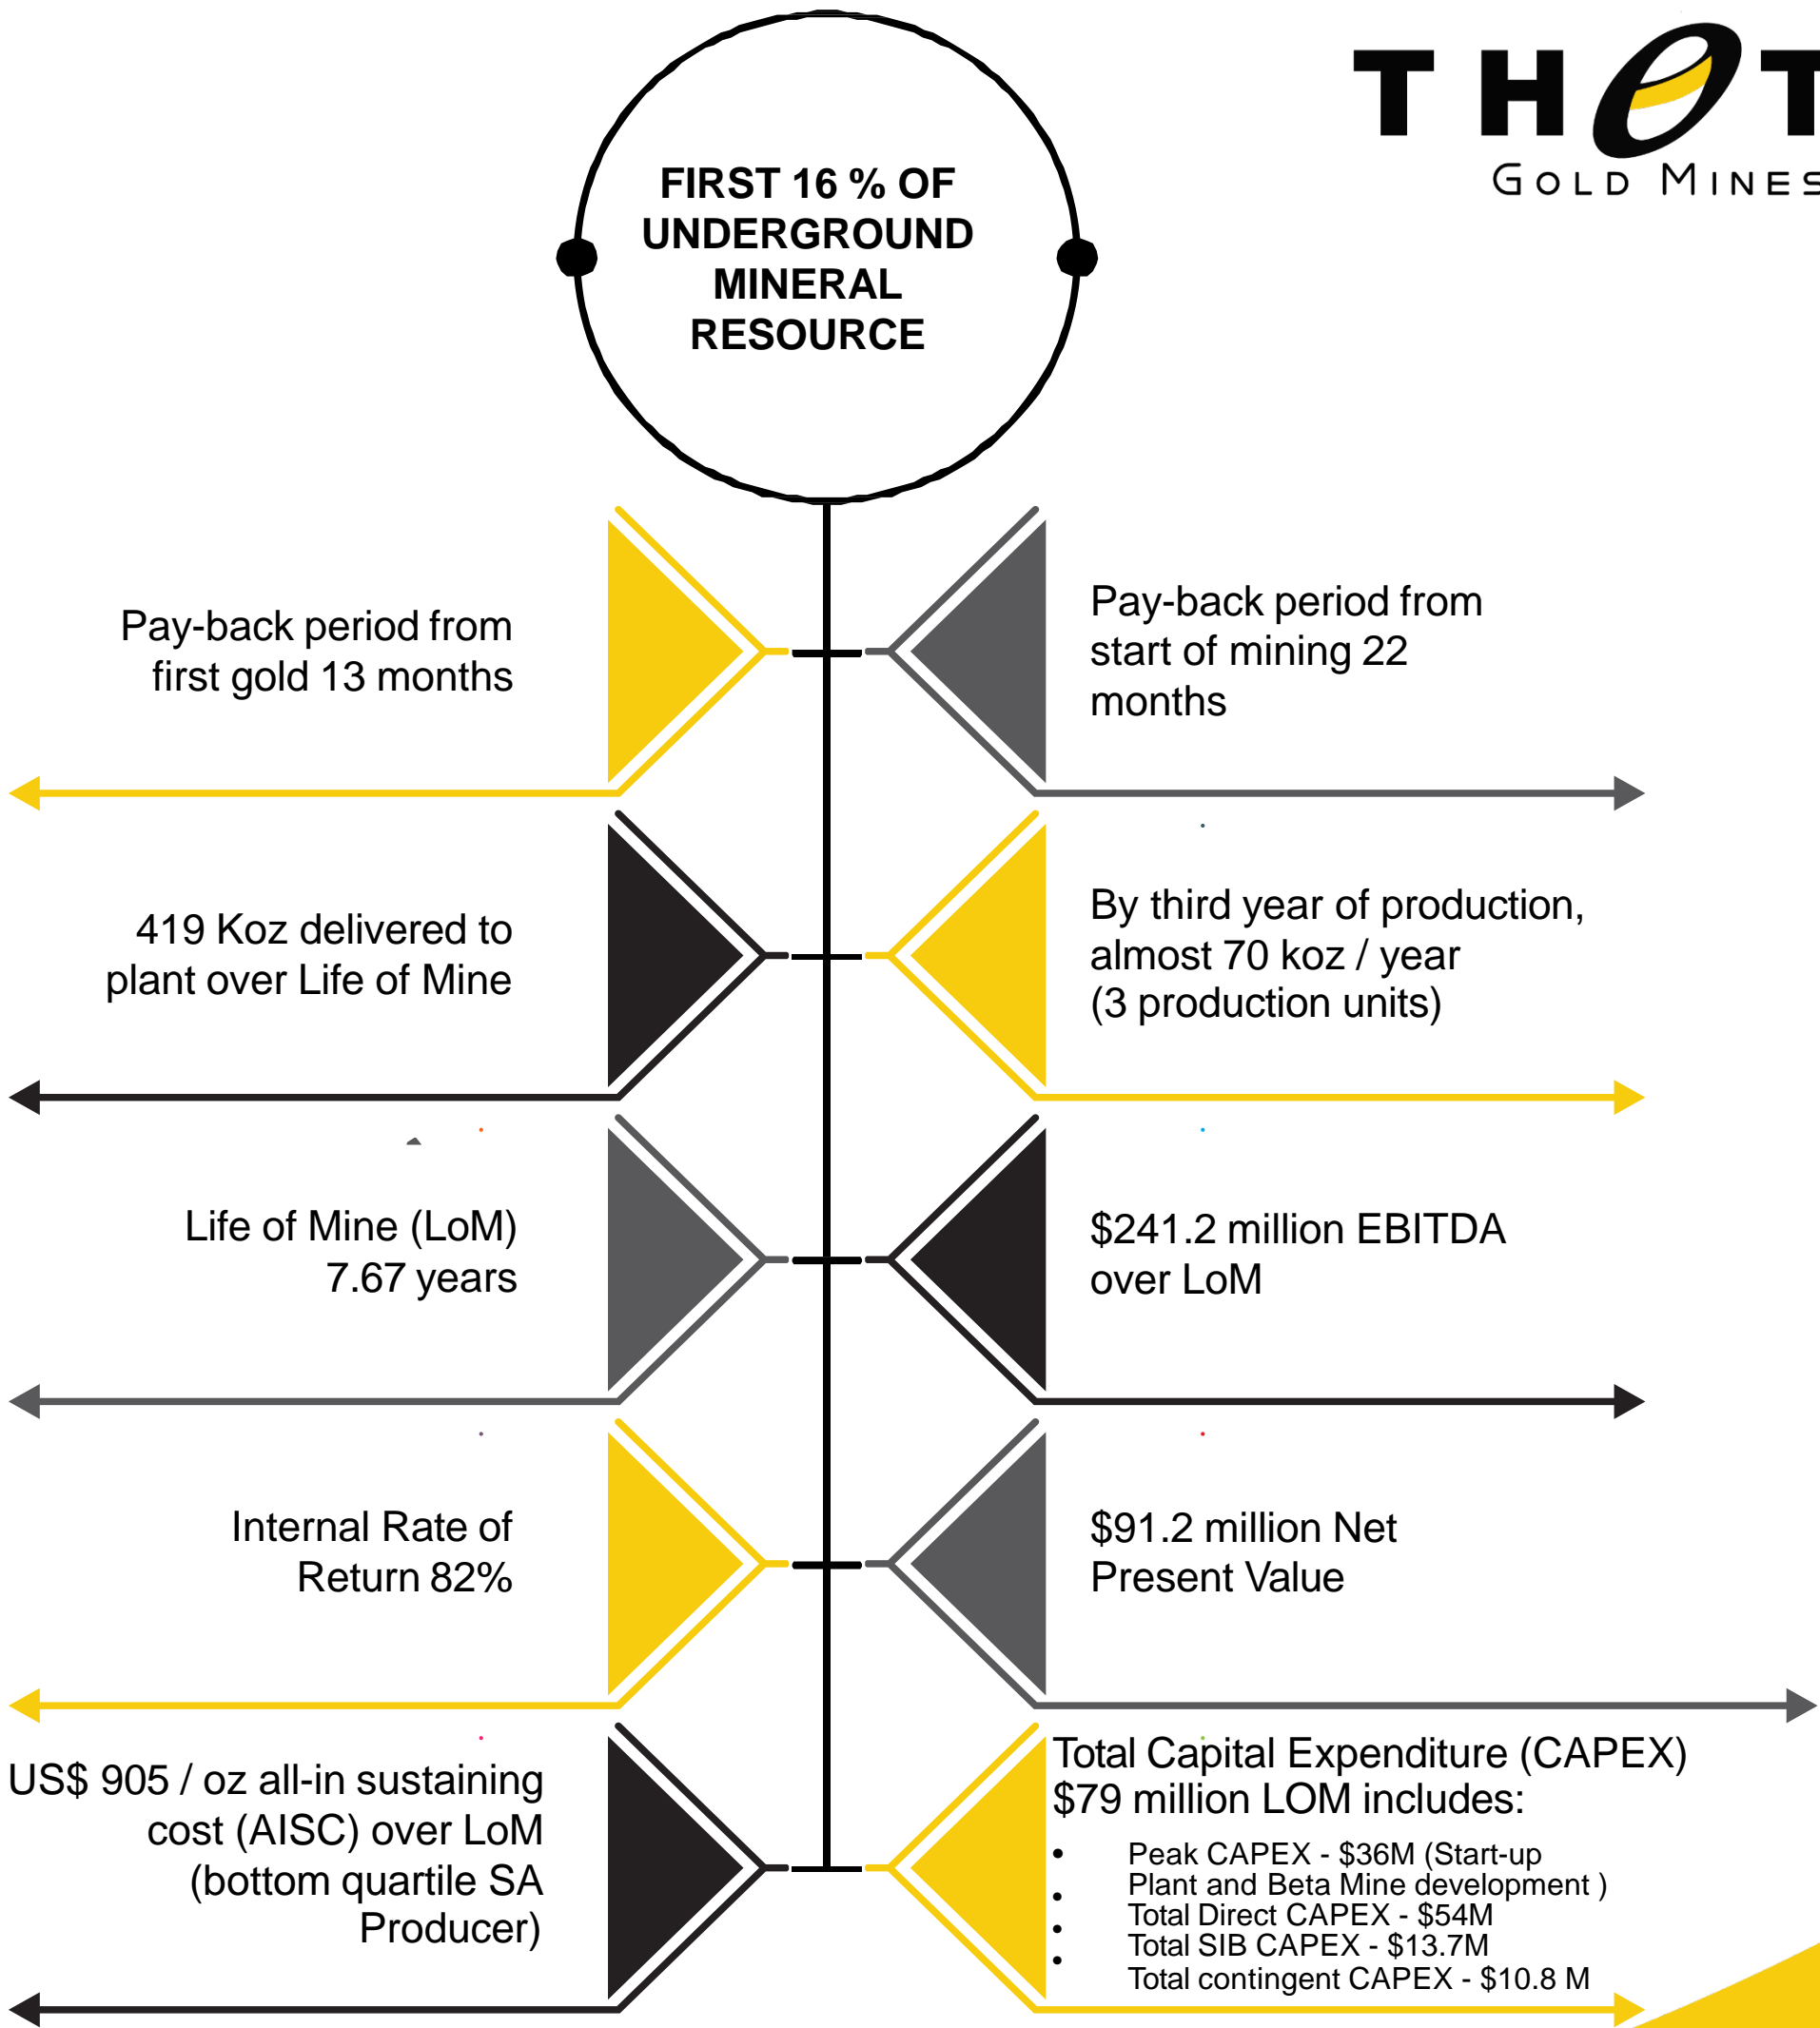 THET
GOLD MINES
FIRST 16 % OF
UNDERGROUND
MINERAL
RESOURCE
Pay-back period from
first gold 13 months
Pay-back period from
start of mining 22
months
419 Koz delivered to
plant over Life of Mine
By third year of production,
almost 70 koz / year
(3 production units)
Life of Mine (LoM)
7.67 years
$241.2 million EBITDA
over LoM
Internal Rate of
Return 82%
$91.2 million Net
Present Value
US$ 905 / oz all-in sustaining
cost (AISC) over LoM
(bottom quartile SA
Producer)
Total Capital Expenditure (CAPEX)
$79 million LOM includes:
• Peak CAPEX - $36M (Start-up
• Plant and Beta Mine development )
• Total Direct CAPEX - $54M
• Total SIB CAPEX - $13.7M
Total contingent CAPEX - $10.8 M